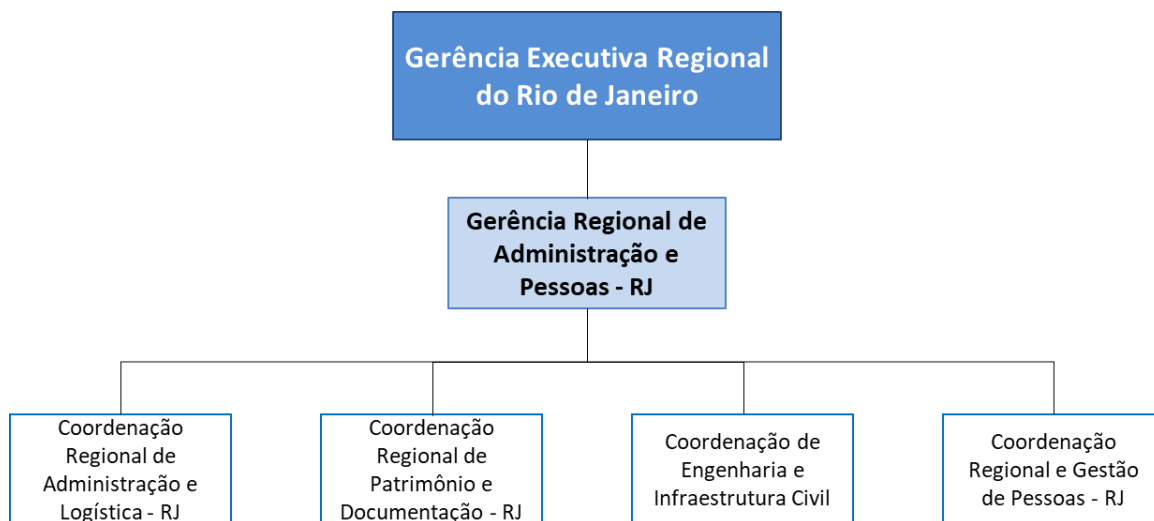 Gerência Executiva Regional
do Rio de Janeiro
Gerência Regional de
Administração e
Pessoas - RJ
Coordenação
Regional de
Administração e
Logística - RJ
Coordenação
Regional de
Patrimônio e
Documentação - RJ
Coordenação de
Engenharia e
Infraestrutura Civil
Coordenação
Regional e Gestão
de Pessoas - RJ